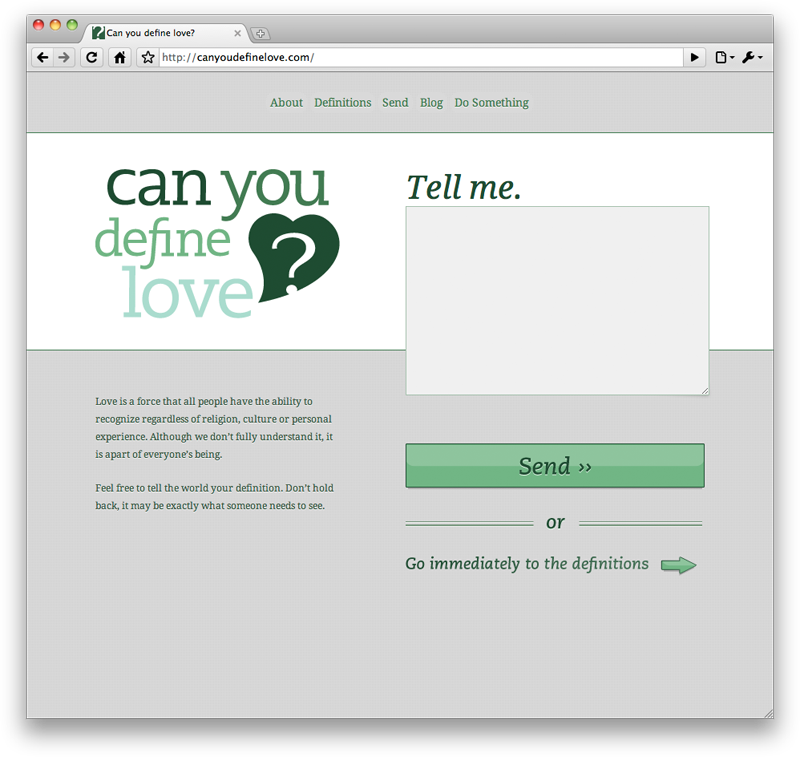 Can you define love?
http://canyoudefinelove.com/
About Definitions Send Blog Do Something
can you
define
love ?
Tell me.
Love is a force that all people have the ability to
recognize regardless of religion, culture or personal
experience. Although we don't fully understand it, it
is apart of everyone's being.
Feel free to tell the world your definition. Don't hold
back, it may be exactly what someone needs to see.
Send ››
or
Go immediately to the definitions